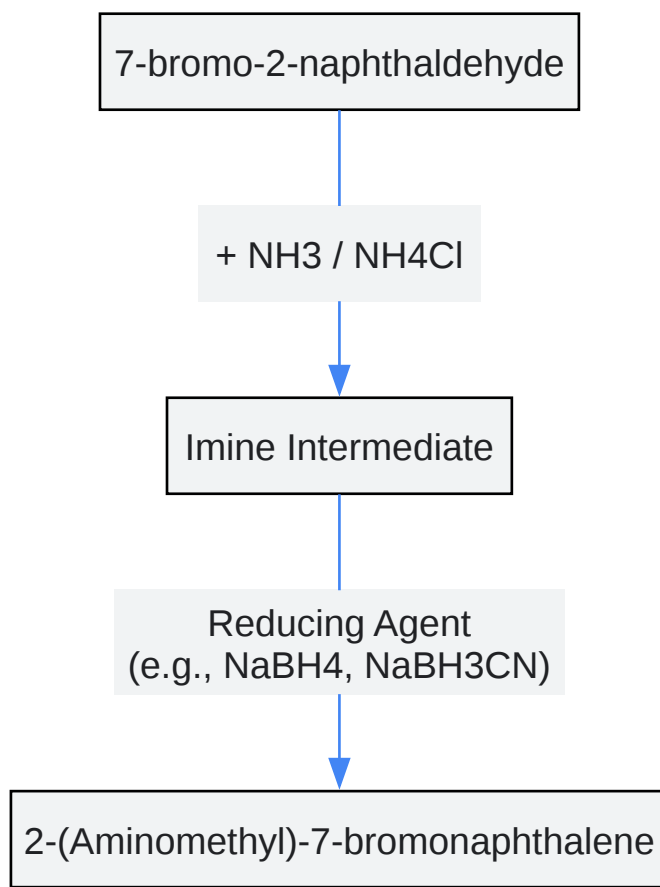 7-bromo-2-naphthaldehyde
+ NH3 / NH4Cl
Imine Intermediate
Reducing Agent
(e.g., NaBH4, NaBH3CN)
2-(Aminomethyl)-7-bromonaphthalene